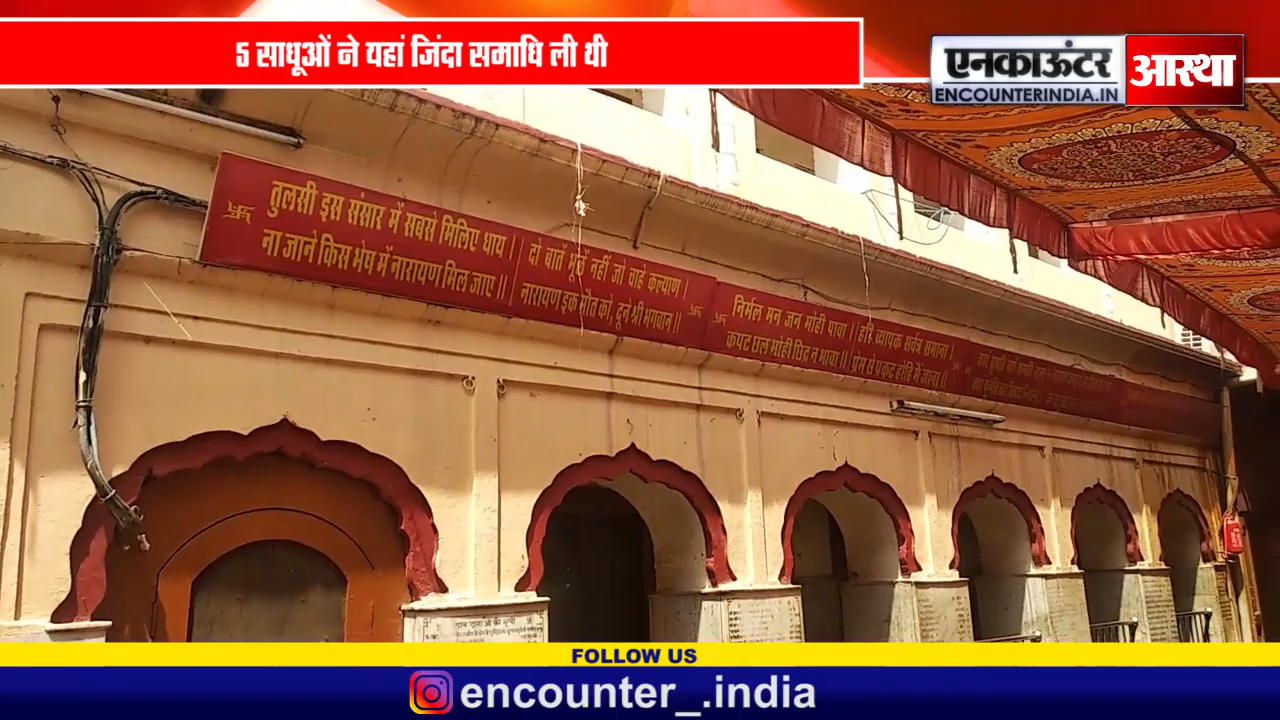 5 साधूओं ने यहां जिंदा समाधि ली थी
एनकाऊंटर
ENCOUNTERINDIA.IN
आस्था
तुलसी इस संसार में सबसे मिलिए धाय ||
ना जाने किस भेष में नारायण मिल जाए ||
दो बातें भूलें नहीं जो चाहे कल्याण |
नारायण इक मौत को, दूजे श्री भगवान ||
निर्मल मन जन मोही पावा ||
कपट छल मोही छिद्र न भावा ||
हरि व्यापक सर्वत्र समाना |
प्रेम से प्रकट होहि में जाना ||
दान दाताओं की सूची
FOLLOW US
encounter_.india